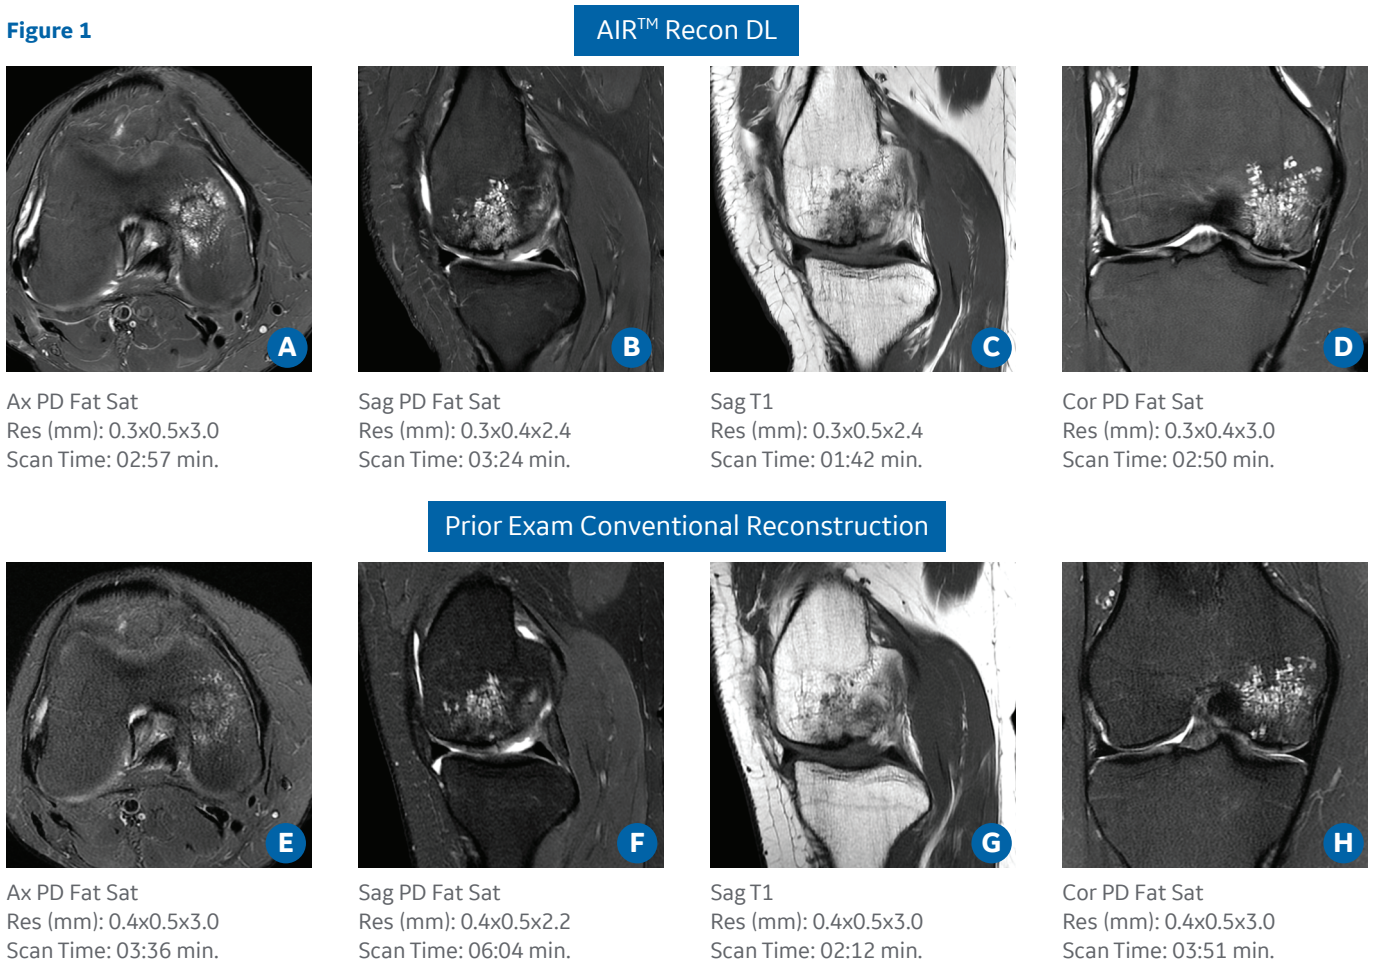 Figure 1
AIR™ Recon DL
A
B
C
D
Ax PD Fat Sat
Res (mm): 0.3x0.5x3.0
Scan Time: 02:57 min.
Sag PD Fat Sat
Res (mm): 0.3x0.4x2.4
Scan Time: 03:24 min.
Sag T1
Res (mm): 0.3x0.5x2.4
Scan Time: 01:42 min.
Cor PD Fat Sat
Res (mm): 0.3x0.4x3.0
Scan Time: 02:50 min.
Prior Exam Conventional Reconstruction
E
F
G
H
Ax PD Fat Sat
Res (mm): 0.4x0.5x3.0
Scan Time: 03:36 min.
Sag PD Fat Sat
Res (mm): 0.4x0.5x2.2
Scan Time: 06:04 min.
Sag T1
Res (mm): 0.4x0.5x3.0
Scan Time: 02:12 min.
Cor PD Fat Sat
Res (mm): 0.4x0.5x3.0
Scan Time: 03:51 min.